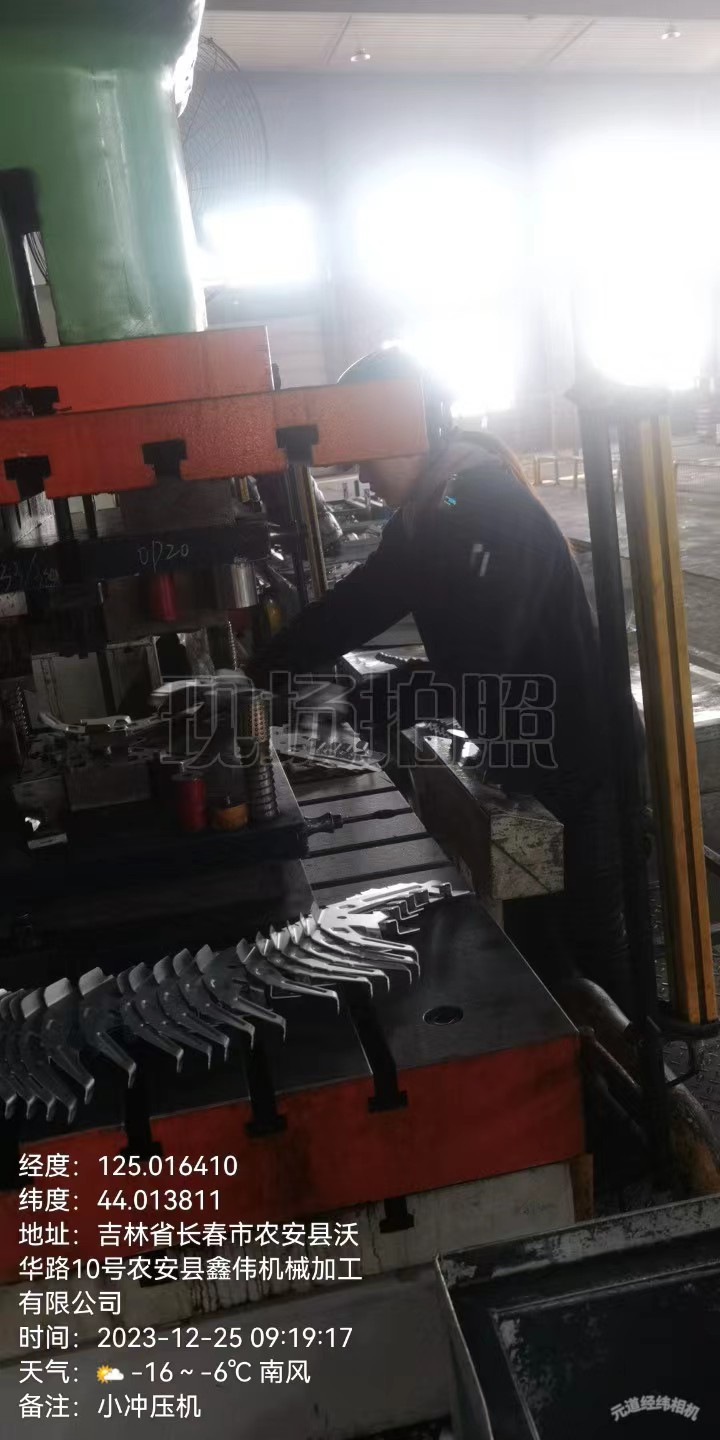 OP20
现场拍照
经度：125.016410
纬度：44.013811
地址：吉林省长春市农安县沃
华路10号农安县鑫伟机械加工
有限公司
时间：2023-12-25 09:19:17
天气：⛅ -16 ~ -6℃ 南风
备注：小冲压机
元道经纬相机